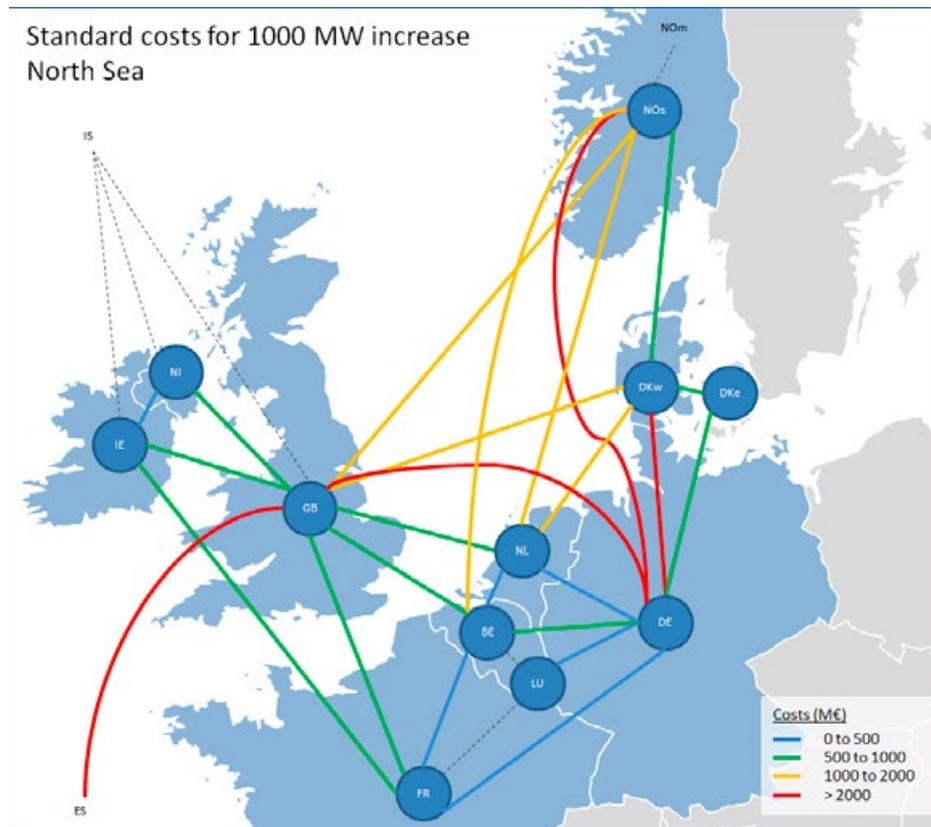 Standard costs for 1000 MW increase
North Sea
NOm
NOs
IS
NI
DKw
DKe
IE
GB
NL
BE
DE
LU
FR
ES
Costs (M€)
0 to 500
500 to 1000
1000 to 2000
> 2000